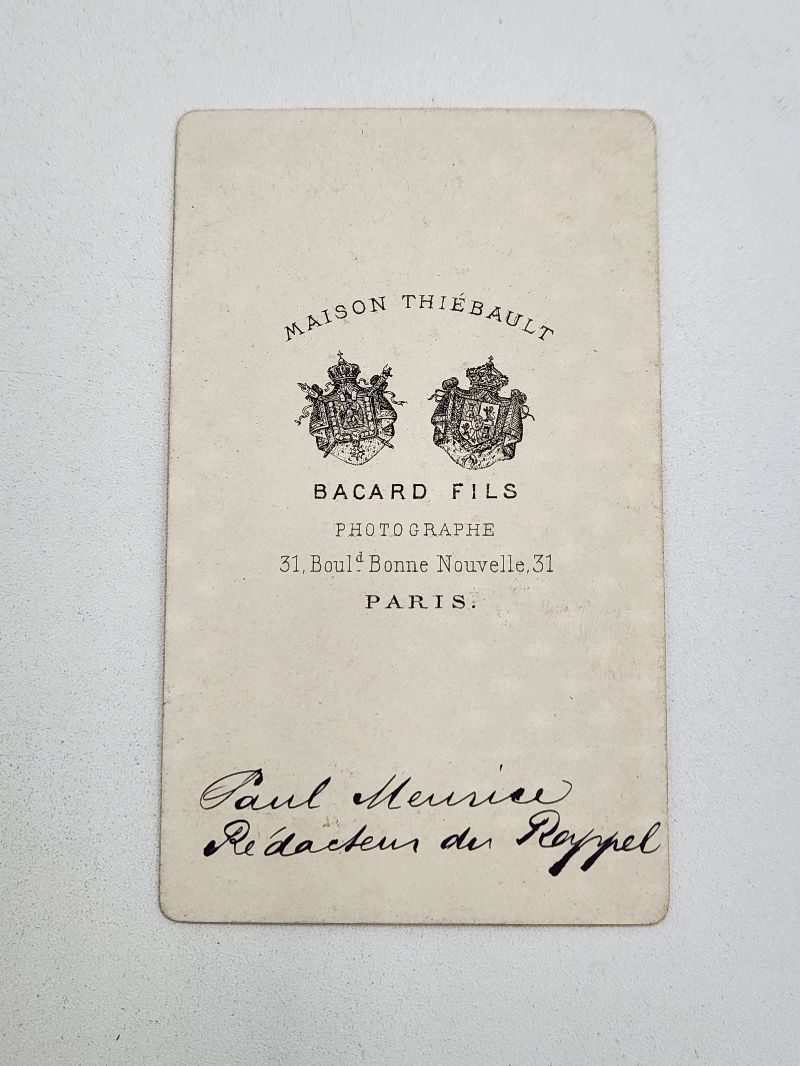 MAISON THIÉBAULT
BACARD FILS
PHOTOGRAPHE
31, Boul.d Bonne Nouvelle, 31
PARIS.
Paul Meurice
Rédacteur du Rappel